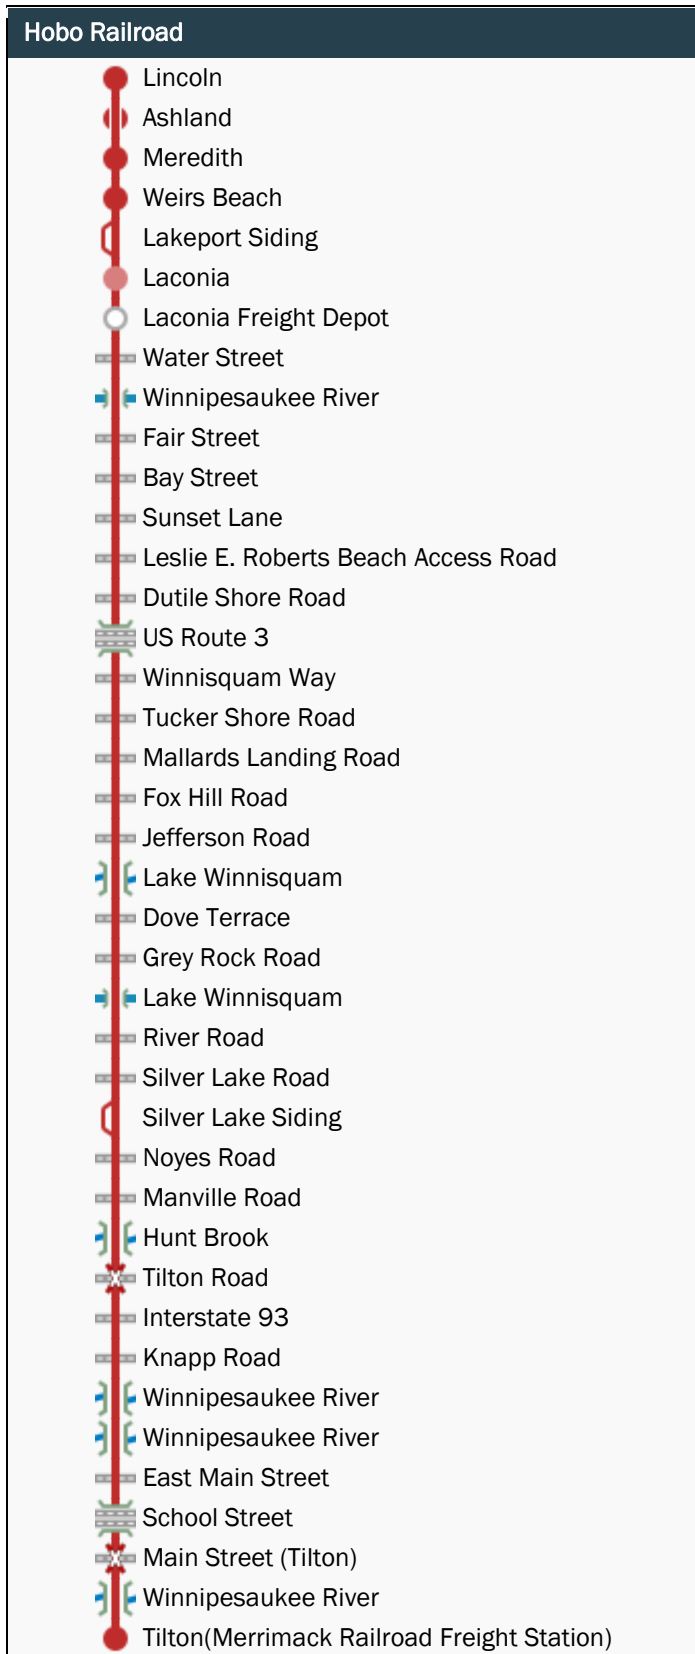 Hobo Railroad
Lincoln
Ashland
Meredith
Weirs Beach
Lakeport Siding
Laconia
Laconia Freight Depot
Water Street
Winnipesaukee River
Fair Street
Bay Street
Sunset Lane
Leslie E. Roberts Beach Access Road
Dutile Shore Road
US Route 3
Winnisquam Way
Tucker Shore Road
Mallards Landing Road
Fox Hill Road
Jefferson Road
Lake Winnisquam
Dove Terrace
Grey Rock Road
Lake Winnisquam
River Road
Silver Lake Road
Silver Lake Siding
Noyes Road
Manville Road
Hunt Brook
Tilton Road
Interstate 93
Knapp Road
Winnipesaukee River
Winnipesaukee River
East Main Street
School Street
Main Street (Tilton)
Winnipesaukee River
Tilton(Merrimack Railroad Freight Station)